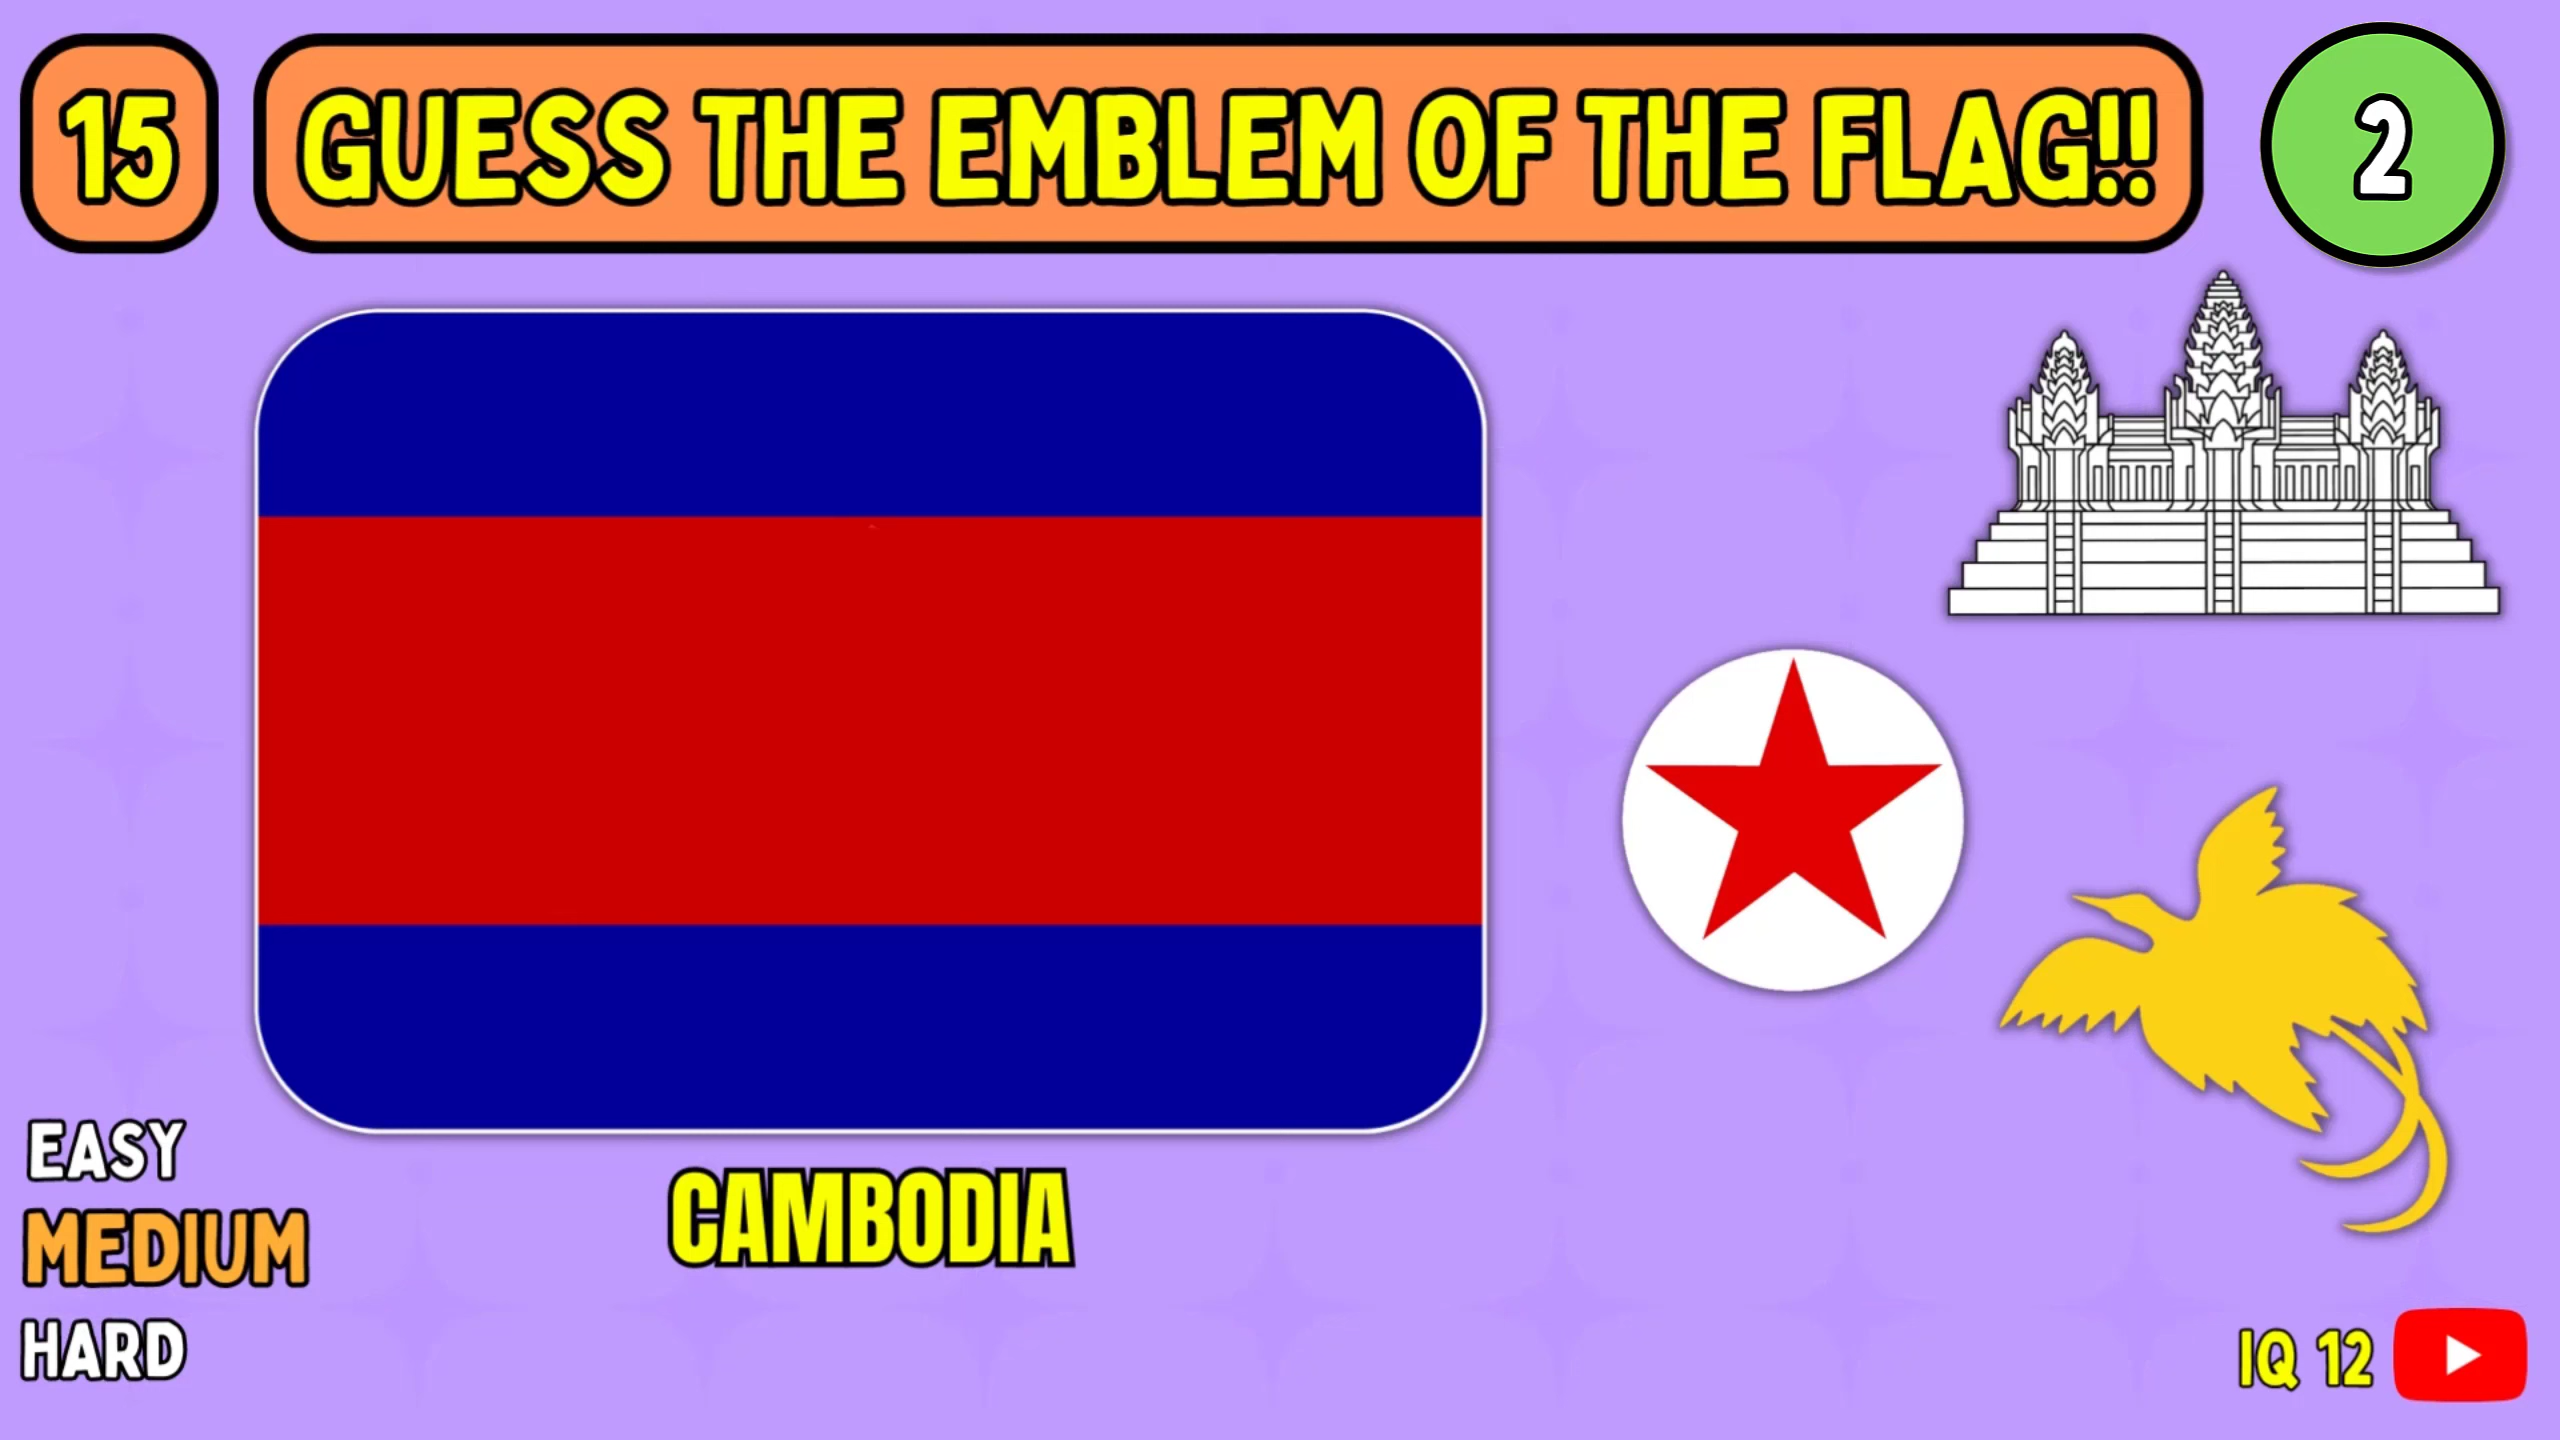 15
GUESS THE EMBLEM OF THE FLAG!!
2
CAMBODIA
EASY
MEDIUM
HARD
IQ 12